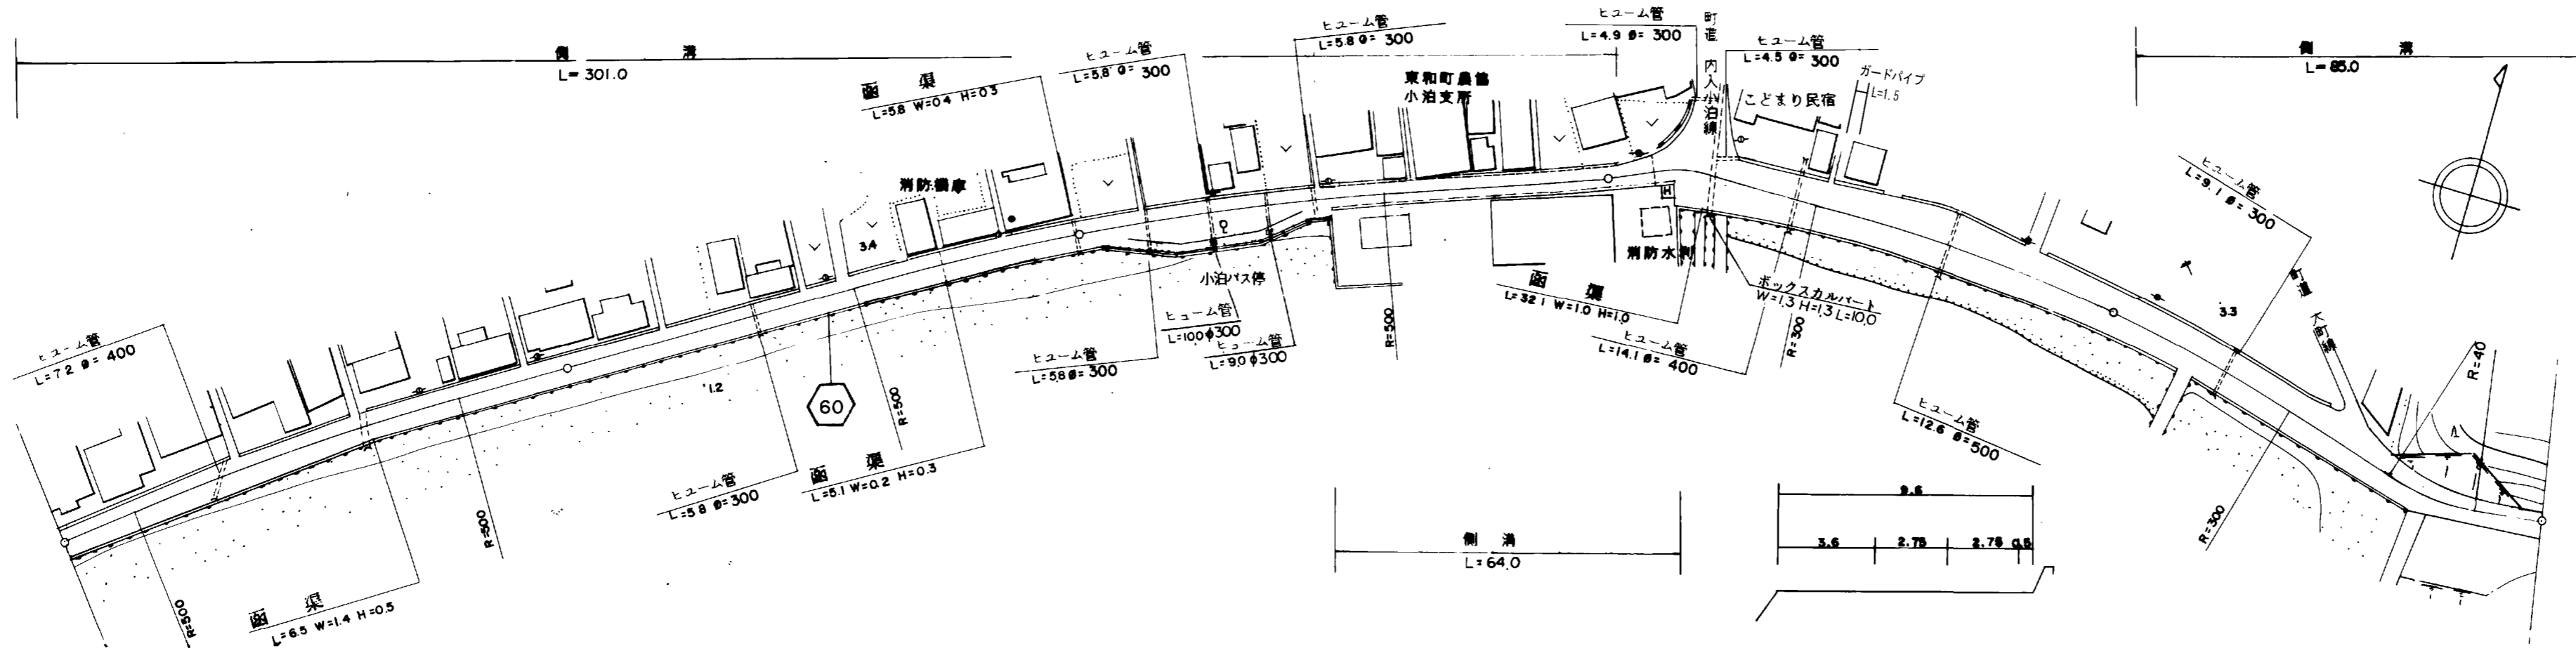 側溝
L=301.0
ヒューム管
L=7.2 ø=400
函渠
L=5.8 W=0.4 H=0.3
ヒューム管
L=5.8 ø=300
ヒューム管
L=5.8 ø=300
東和町農協
小泊支所
ヒューム管
L=4.9 ø=300
町道 内入小泊線
ヒューム管
L=4.5 ø=300
ガードパイプ
L=1.5
こどまり民宿
側溝
L=85.0
ヒューム管
L=9.1 ø=300
町道 大町線
消防機庫
3.4
小泊バス停
H
消防水利
3.3
函渠
L=32.1 W=1.0 H=1.0
ボックスカルバート
W=1.3 H=1.3 L=10.0
ヒューム管
L=10.0 ø300
ヒューム管
L=9.0 ø300
ヒューム管
L=5.8 ø=300
R=500
ヒューム管
L=14.1 ø=400
R=300
R=40
1.2
60
R=500
ヒューム管
L=12.6 ø=500
ヒューム管
L=5.8 ø=300
函渠
L=5.1 W=0.2 H=0.3
R=500
R=300
側溝
L=64.0
9.6
3.6 2.75 2.75 0.5
函渠
L=6.5 W=1.4 H=0.5
R=500